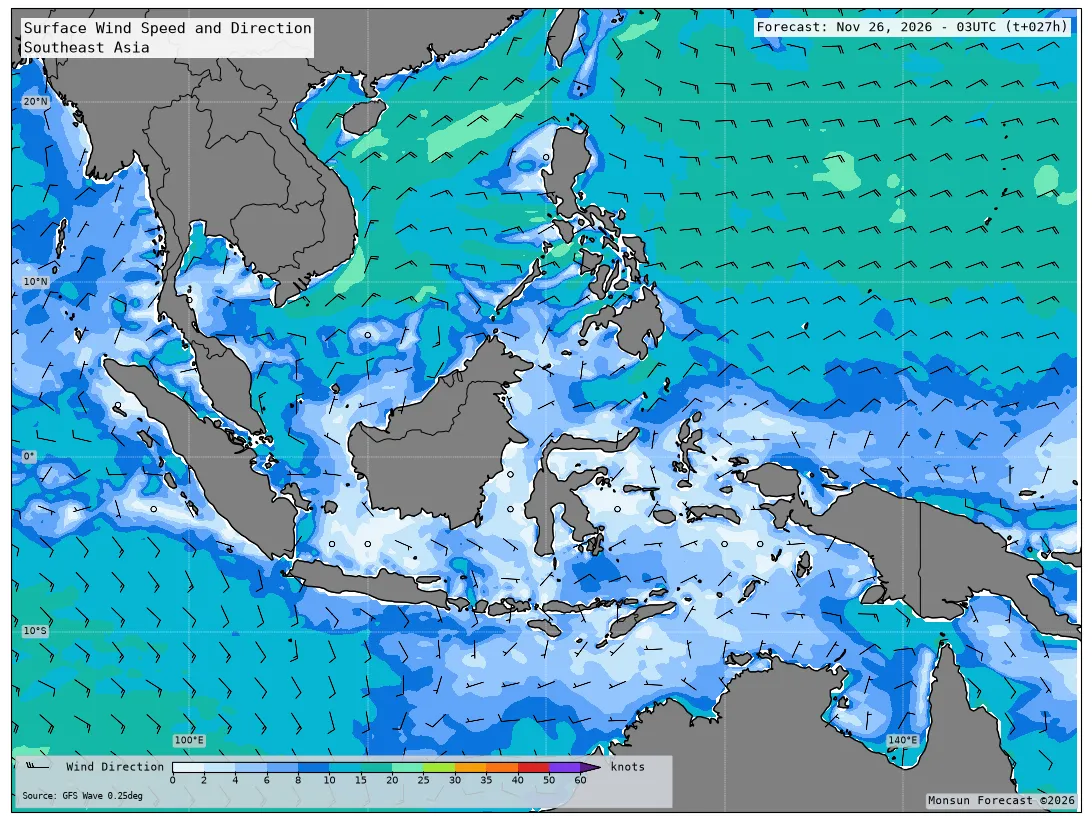 Surface Wind Speed and Direction
Southeast Asia
Forecast: Nov 26, 2026 - 03UTC (t+027h)
20°N
10°N
0°
10°S
100°E
140°E
Wind Direction
0 2 4 6 8 10 15 20 25 30 35 40 50 60
knots
Source: GFS Wave 0.25deg
Monsun Forecast ©2026